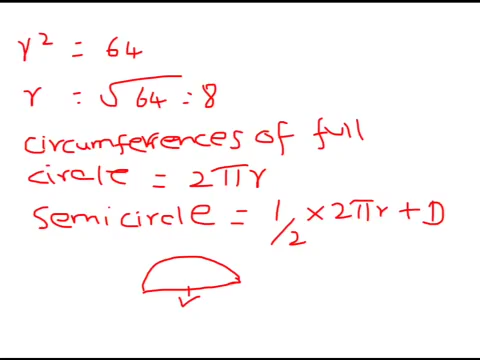 r² = 64
r = √64 = 8
circumferences of full
circle = 2πr
semicircle = 1/2 × 2πr + D